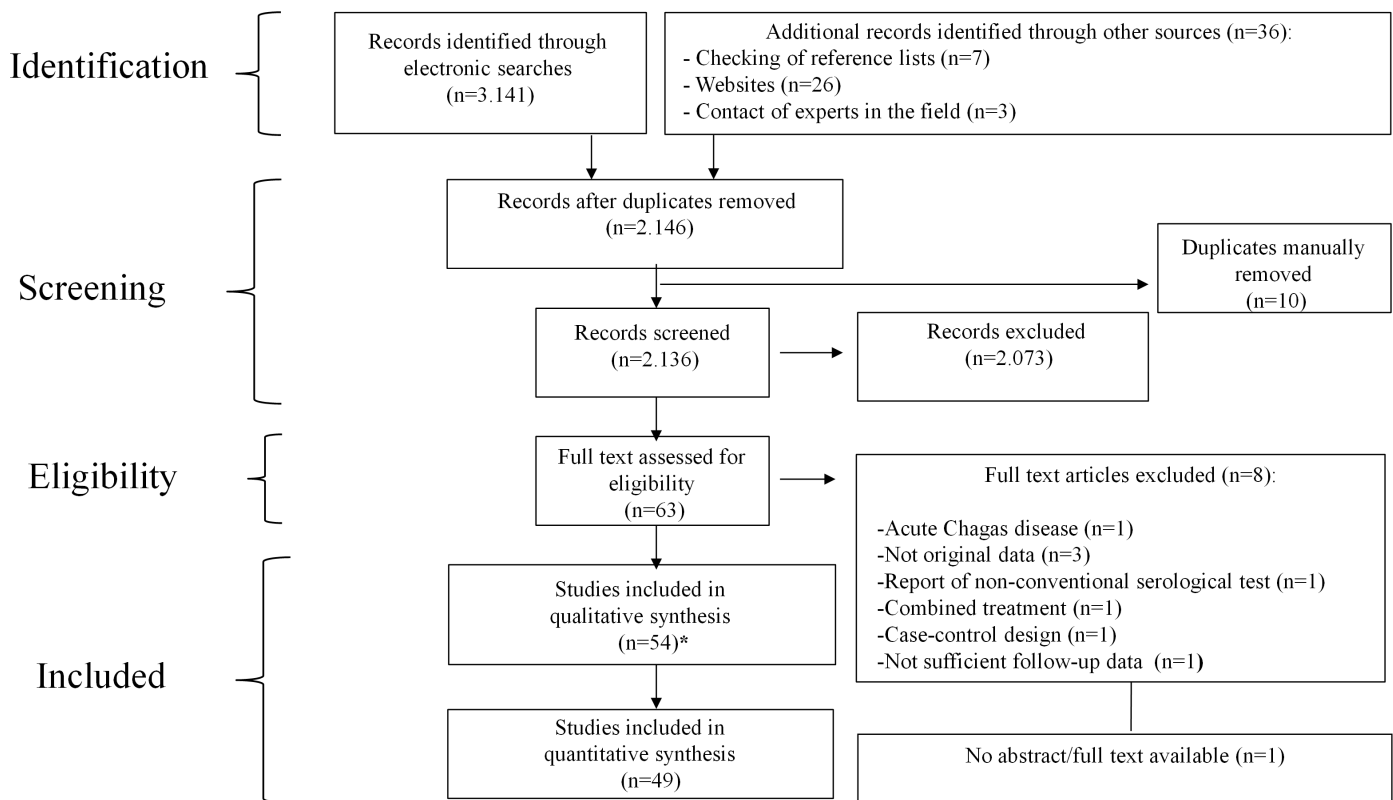 Identification
Records identified through
electronic searches
(n=3.141)
Additional records identified through other sources (n=36):
- Checking of reference lists (n=7)
- Websites (n=26)
- Contact of experts in the field (n=3)
Screening
Records after duplicates removed
(n=2.146)
Duplicates manually
removed
(n=10)
Records screened
(n=2.136)
Records excluded
(n=2.073)
Eligibility
Full text assessed for
eligibility
(n=63)
Full text articles excluded (n=8):
-Acute Chagas disease (n=1)
-Not original data (n=3)
-Report of non-conventional serological test (n=1)
-Combined treatment (n=1)
-Case-control design (n=1)
-Not sufficient follow-up data (n=1)
Included
Studies included in
qualitative synthesis
(n=54)*
Studies included in
quantitative synthesis
(n=49)
No abstract/full text available (n=1)